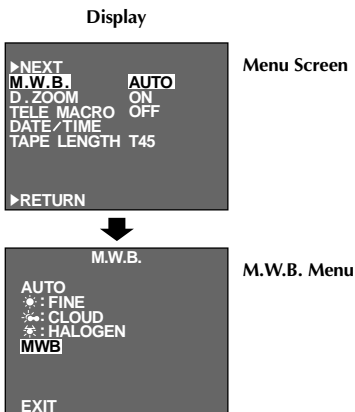 Display
▶NEXT
M.W.B. AUTO
D.ZOOM ON
TELE MACRO OFF
DATE/TIME
TAPE LENGTH T45
▶RETURN
Menu Screen
M.W.B.
AUTO
: FINE
: CLOUD
: HALOGEN
MWB
EXIT
M.W.B. Menu